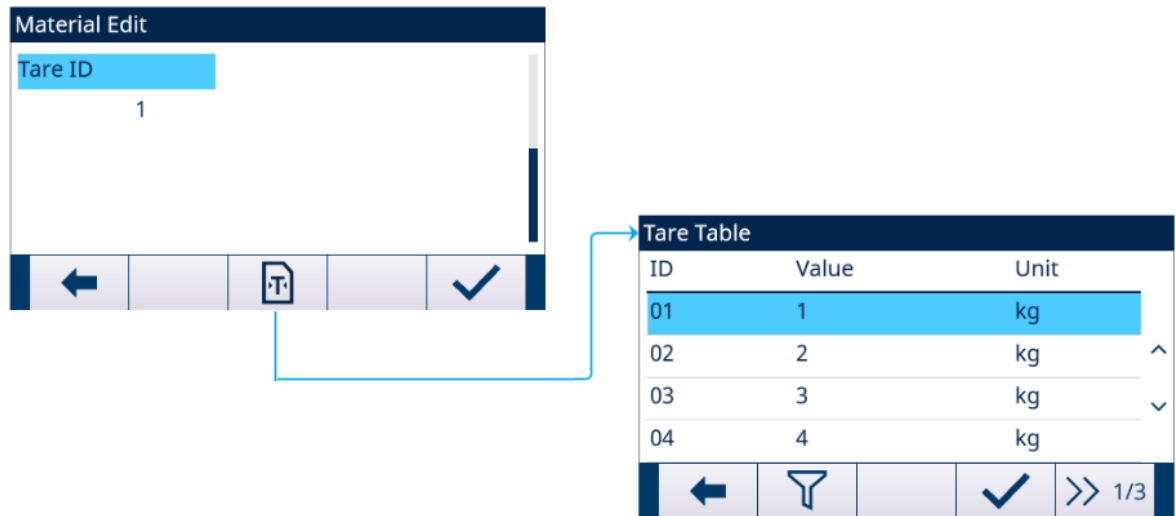 Material Edit
Tare ID
1
T
Tare Table
ID Value Unit
01 1 kg
02 2 kg
03 3 kg
04 4 kg
1/3